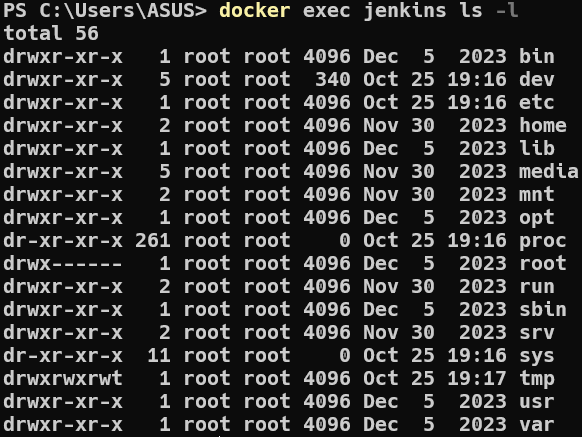 PS C:\Users\ASUS> docker exec jenkins ls -l
total 56
drwxr-xr-x   1 root root 4096 Dec  5  2023 bin
drwxr-xr-x   5 root root  340 Oct 25 19:16 dev
drwxr-xr-x   1 root root 4096 Oct 25 19:16 etc
drwxr-xr-x   2 root root 4096 Nov 30  2023 home
drwxr-xr-x   1 root root 4096 Dec  5  2023 lib
drwxr-xr-x   5 root root 4096 Nov 30  2023 media
drwxr-xr-x   2 root root 4096 Nov 30  2023 mnt
drwxr-xr-x   1 root root 4096 Dec  5  2023 opt
dr-xr-xr-x 261 root root    0 Oct 25 19:16 proc
drwx------   1 root root 4096 Dec  5  2023 root
drwxr-xr-x   2 root root 4096 Nov 30  2023 run
drwxr-xr-x   1 root root 4096 Dec  5  2023 sbin
drwxr-xr-x   2 root root 4096 Nov 30  2023 srv
dr-xr-xr-x  11 root root    0 Oct 25 19:16 sys
drwxrwxrwt   1 root root 4096 Oct 25 19:17 tmp
drwxr-xr-x   1 root root 4096 Dec  5  2023 usr
drwxr-xr-x   1 root root 4096 Dec  5  2023 var